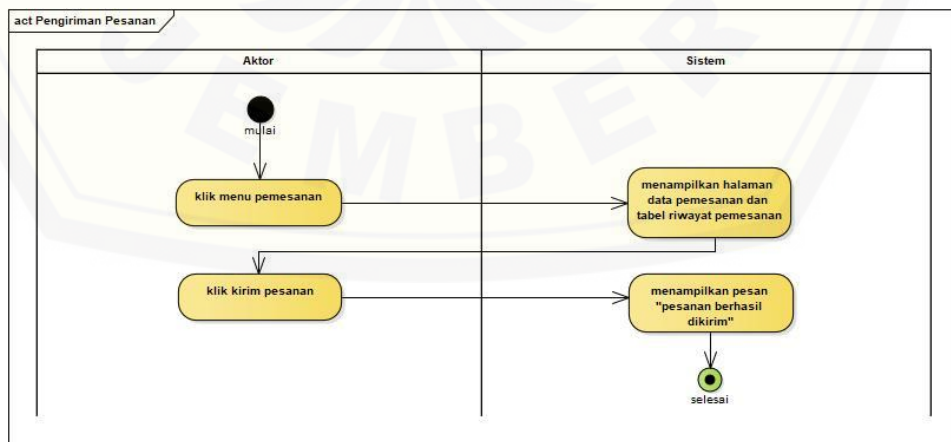 act Pengiriman Pesanan
Aktor
Sistem
mulai
klik menu pemesanan
menampilkan halaman
data pemesanan dan
tabel riwayat pemesanan
klik kirim pesanan
menampilkan pesan
"pesanan berhasil
dikirim"
selesai
EMBER